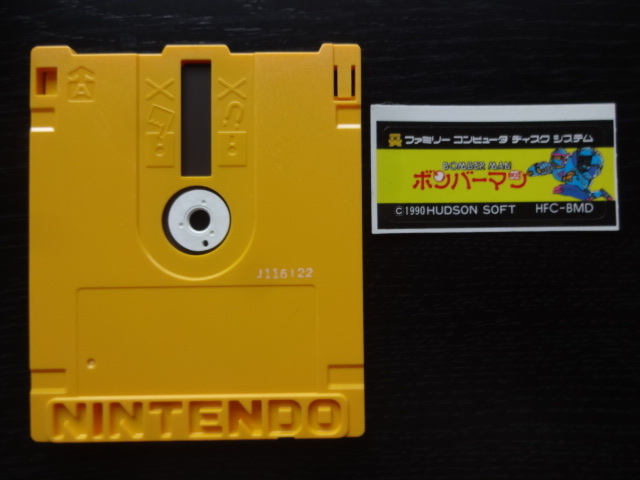 A
J116122
NINTENDO
ファミリー コンピュータ ディスク システム
BOMBER MAN
ボンバーマン
©1990 HUDSON SOFT HFC-BMD